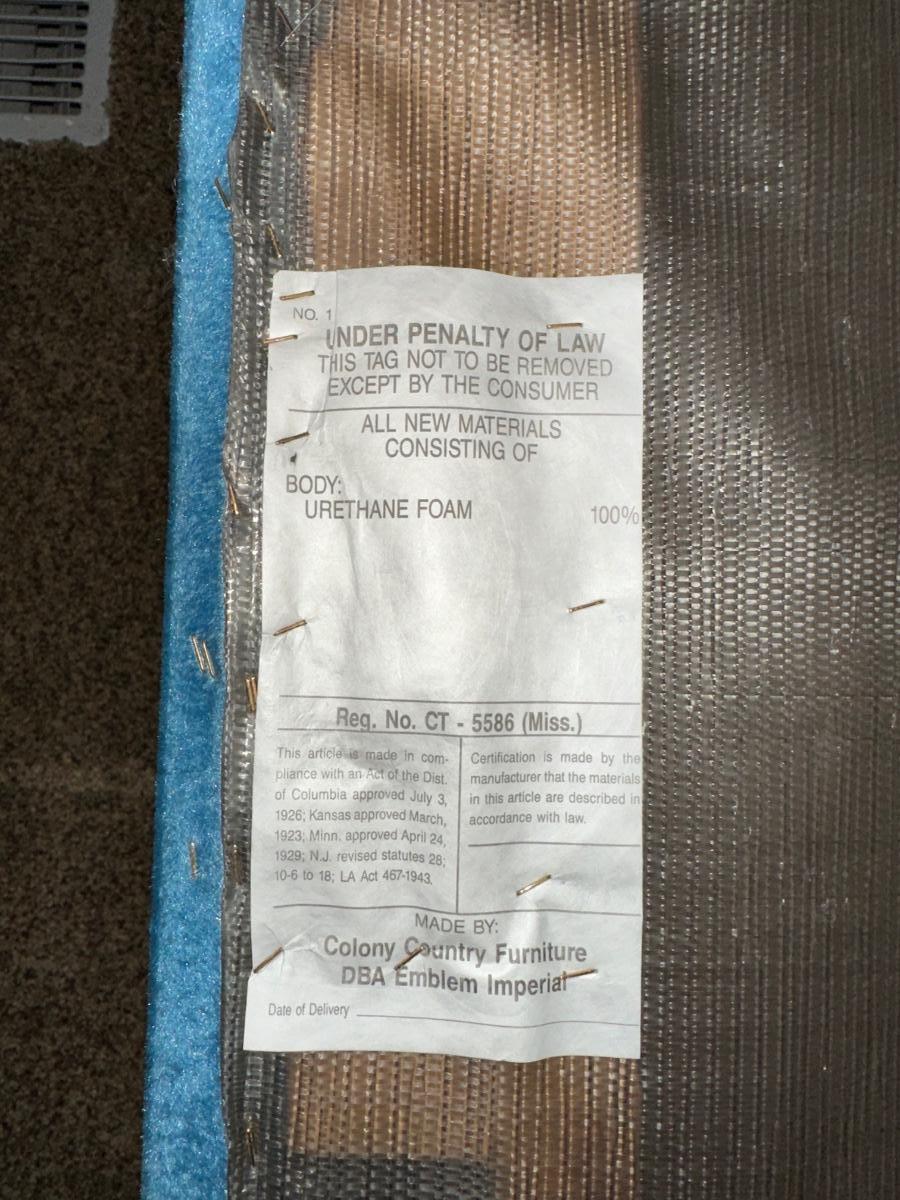 NO. 1
UNDER PENALTY OF LAW
THIS TAG NOT TO BE REMOVED
EXCEPT BY THE CONSUMER
ALL NEW MATERIALS
CONSISTING OF
BODY:
URETHANE FOAM 100%
Reg. No. CT - 5586 (Miss.)
This article is made in com-
pliance with an Act of the Dist.
of Columbia approved July 3,
1926; Kansas approved March,
1923; Minn. approved April 24,
1929; N.J. revised statutes 28;
10-6 to 18; LA Act 467-1943.
Certification is made by the
manufacturer that the materials
in this article are described in
accordance with law.
MADE BY:
Colony Country Furniture
DBA Emblem Imperial
Date of Delivery